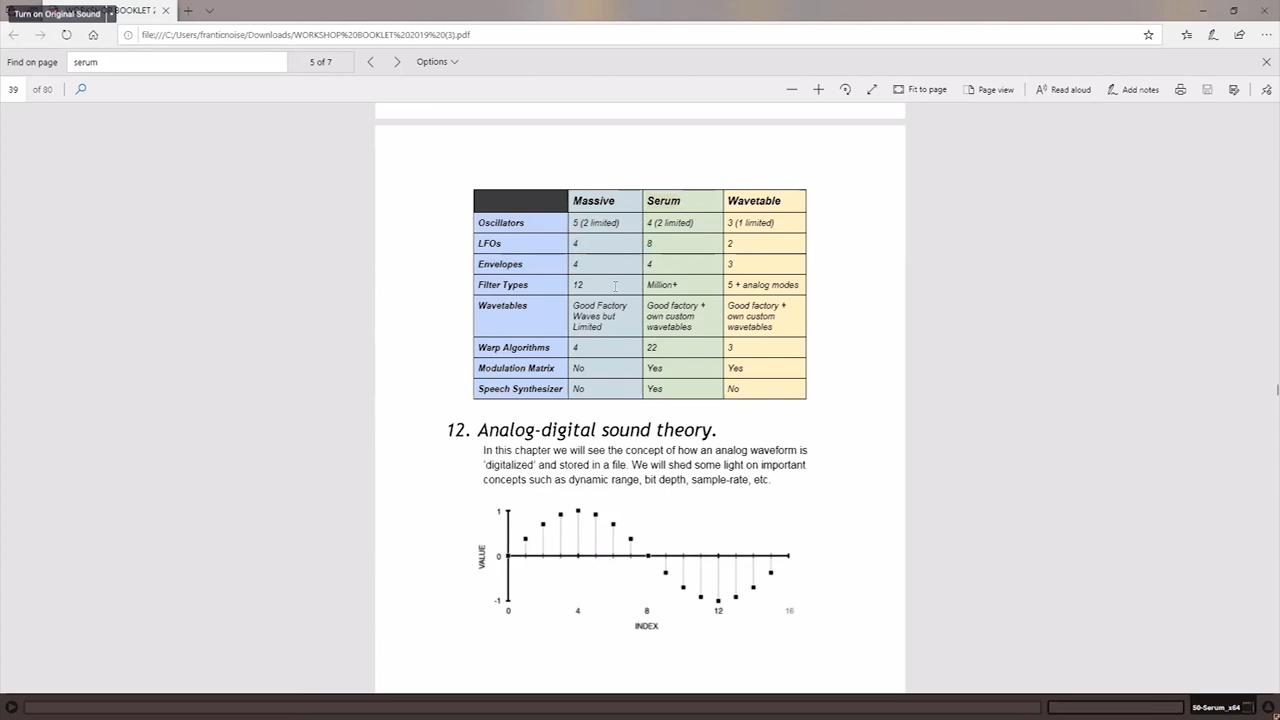 Turn on Original Sound
BOOKLET 2
file:///C:/Users/franticnoise/Downloads/WORKSHOP%20BOOKLET%202019%20(3).pdf
Find on page serum 5 of 7 Options
39 of 80 Fit to page Page view Read aloud Add notes
Massive Serum Wavetable
Oscillators 5 (2 limited) 4 (2 limited) 3 (1 limited)
LFOs 4 8 2
Envelopes 4 4 3
Filter Types 12 Million+ 5 + analog modes
Wavetables Good Factory Good factory + Good factory +
Waves but own custom own custom
Limited wavetables wavetables
Warp Algorithms 4 22 3
Modulation Matrix No Yes Yes
Speech Synthesizer No Yes No
12. Analog-digital sound theory.
In this chapter we will see the concept of how an analog waveform is
'digitalized' and stored in a file. We will shed some light on important
concepts such as dynamic range, bit depth, sample-rate, etc.
1
VALUE
0
-1
0 4 8 12 16
INDEX
50-Serum_x64